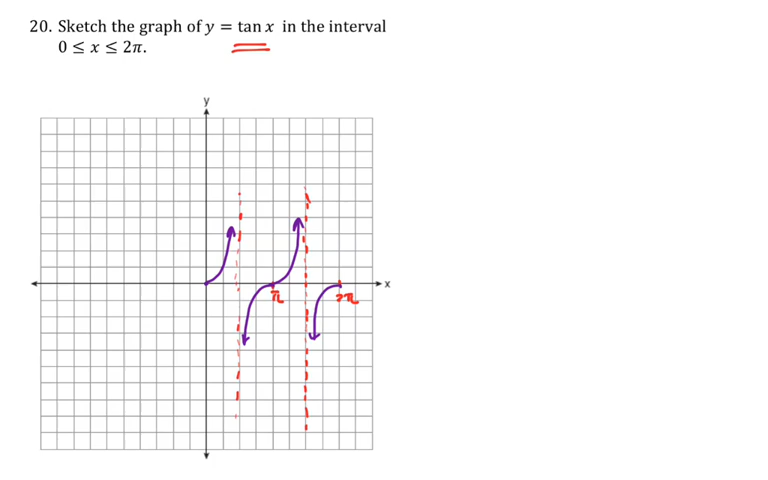 20. Sketch the graph of y = tan x in the interval
0 ≤ x ≤ 2π.
y
x
π
2π